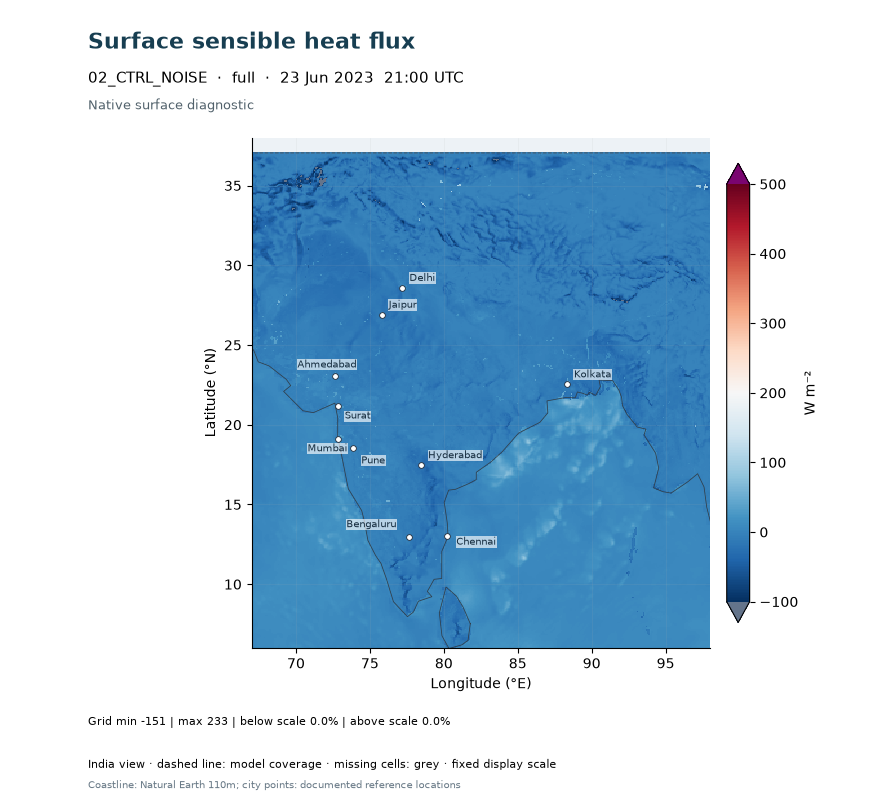 Surface sensible heat flux
02_CTRL_NOISE · full · 23 Jun 2023 21:00 UTC
Native surface diagnostic
35
30
25
20
15
10
Latitude (°N)
70
75
80
85
90
95
Longitude (°E)
Delhi
Jaipur
Ahmedabad
Kolkata
Surat
Mumbai
Pune
Hyderabad
Bengaluru
Chennai
500
400
300
200
100
0
−100
W m⁻²
Grid min -151 | max 233 | below scale 0.0% | above scale 0.0%
India view · dashed line: model coverage · missing cells: grey · fixed display scale
Coastline: Natural Earth 110m; city points: documented reference locations